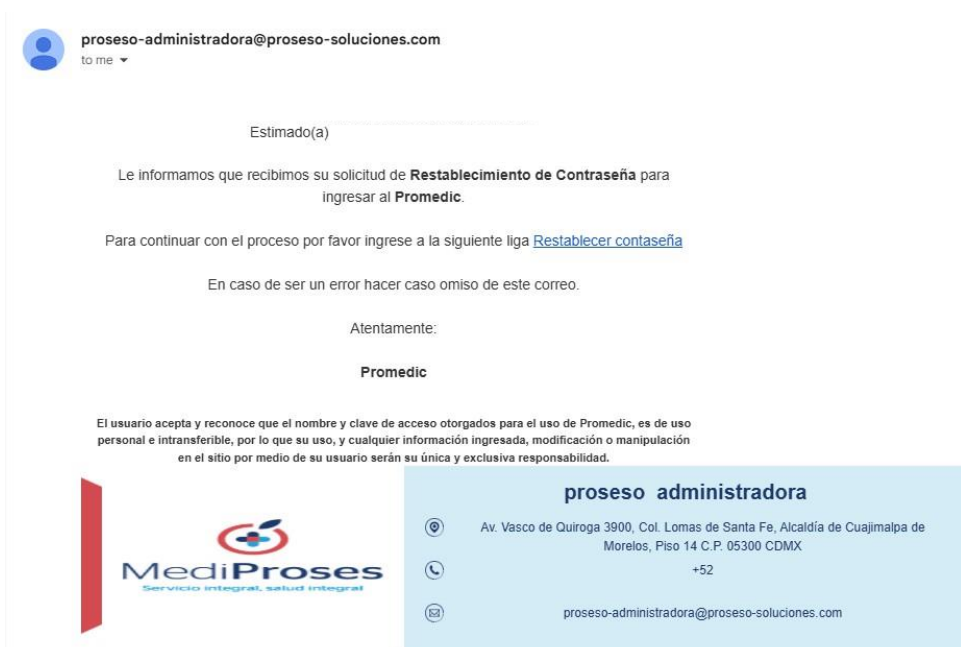 proseso-administradora@proseso-soluciones.com
to me
Estimado(a)
Le informamos que recibimos su solicitud de Restablecimiento de Contraseña para
ingresar al Promedic.
Para continuar con el proceso por favor ingrese a la siguiente liga Restablecer contaseña
En caso de ser un error hacer caso omiso de este correo.
Atentamente:
Promedic
El usuario acepta y reconoce que el nombre y clave de acceso otorgados para el uso de Promedic, es de uso
personal e intransferible, por lo que su uso, y cualquier información ingresada, modificación o manipulación
en el sitio por medio de su usuario serán su única y exclusiva responsabilidad.
MediProses
Servicio integral, salud integral
proseso administradora
Av. Vasco de Quiroga 3900, Col. Lomas de Santa Fe, Alcaldía de Cuajimalpa de
Morelos, Piso 14 C.P. 05300 CDMX
+52
proseso-administradora@proseso-soluciones.com